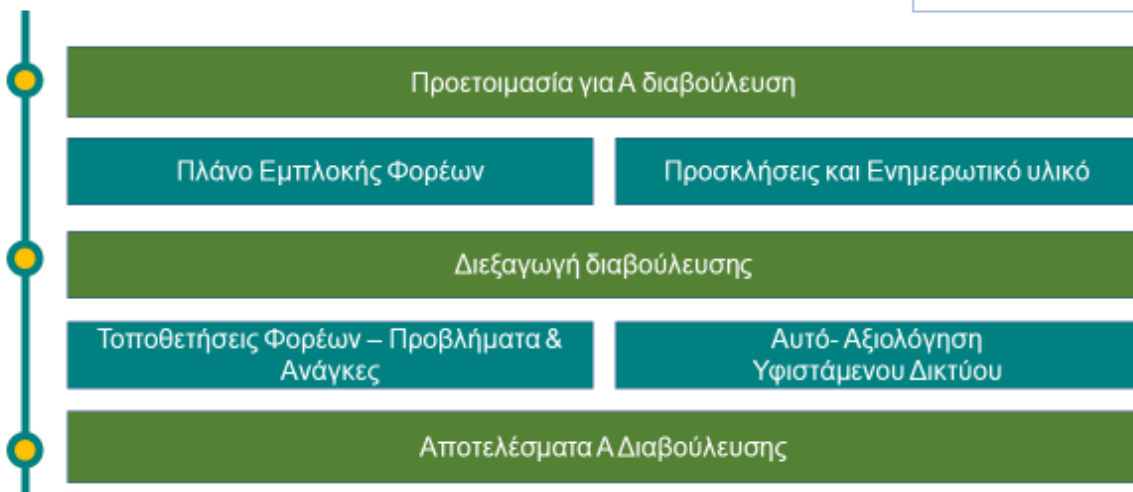 Προετοιμασία για Α διαβούλευση
Πλάνο Εμπλοκής Φορέων
Προσκλήσεις και Ενημερωτικό υλικό
Διεξαγωγή διαβούλευσης
Τοποθετήσεις Φορέων – Προβλήματα &
Ανάγκες
Αυτό- Αξιολόγηση
Υφιστάμενου Δικτύου
Αποτελέσματα Α Διαβούλευσης